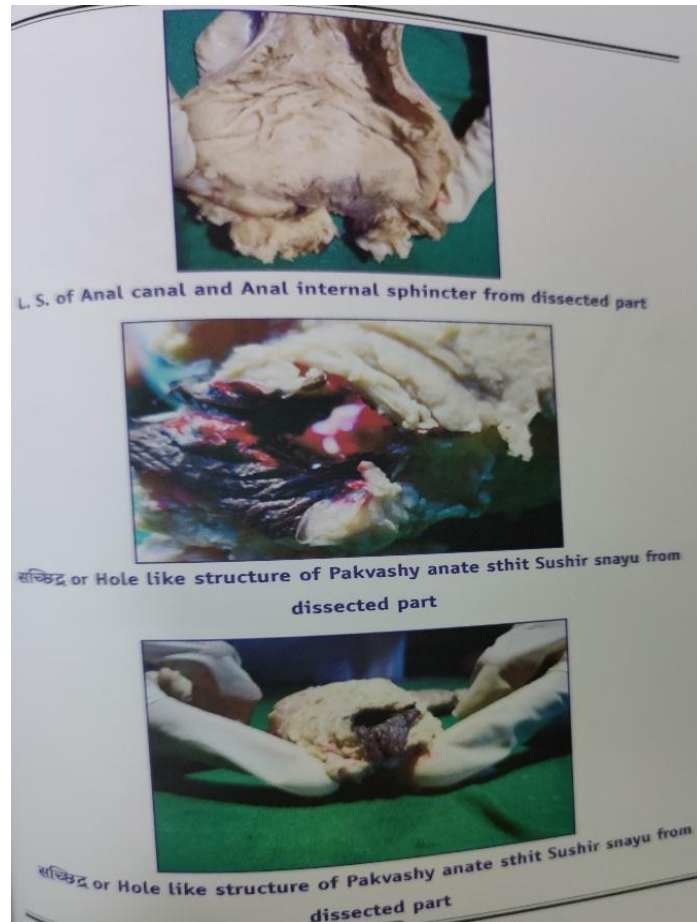 L. S. of Anal canal and Anal internal sphincter from dissected part
सच्छिद्र or Hole like structure of Pakvashy anate sthit Sushir snayu from
dissected part
सच्छिद्र or Hole like structure of Pakvashy anate sthit Sushir snayu from
dissected part